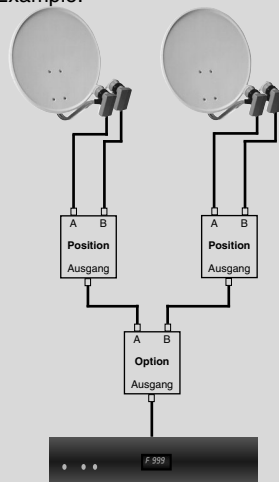 Example:
A B
Position
Ausgang
A B
Position
Ausgang
A B
Option
Ausgang
F 999